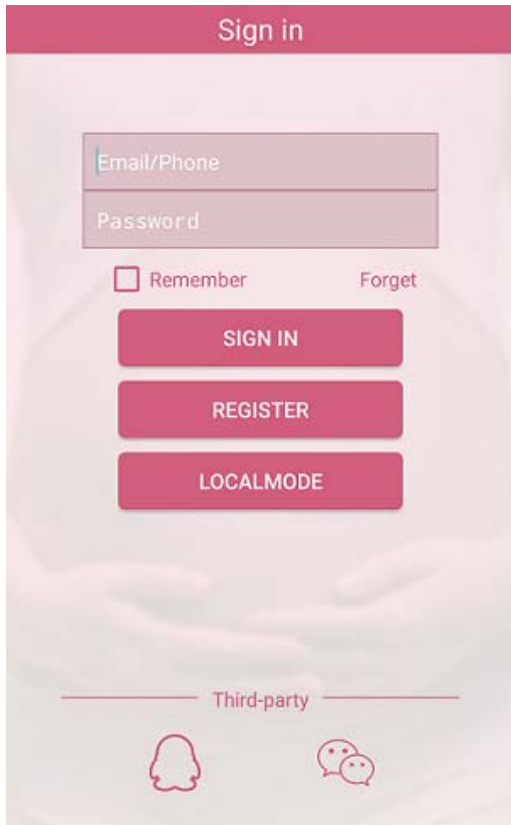 Sign in
Email/Phone
Password
Remember Forget
SIGN IN
REGISTER
LOCALMODE
Third-party